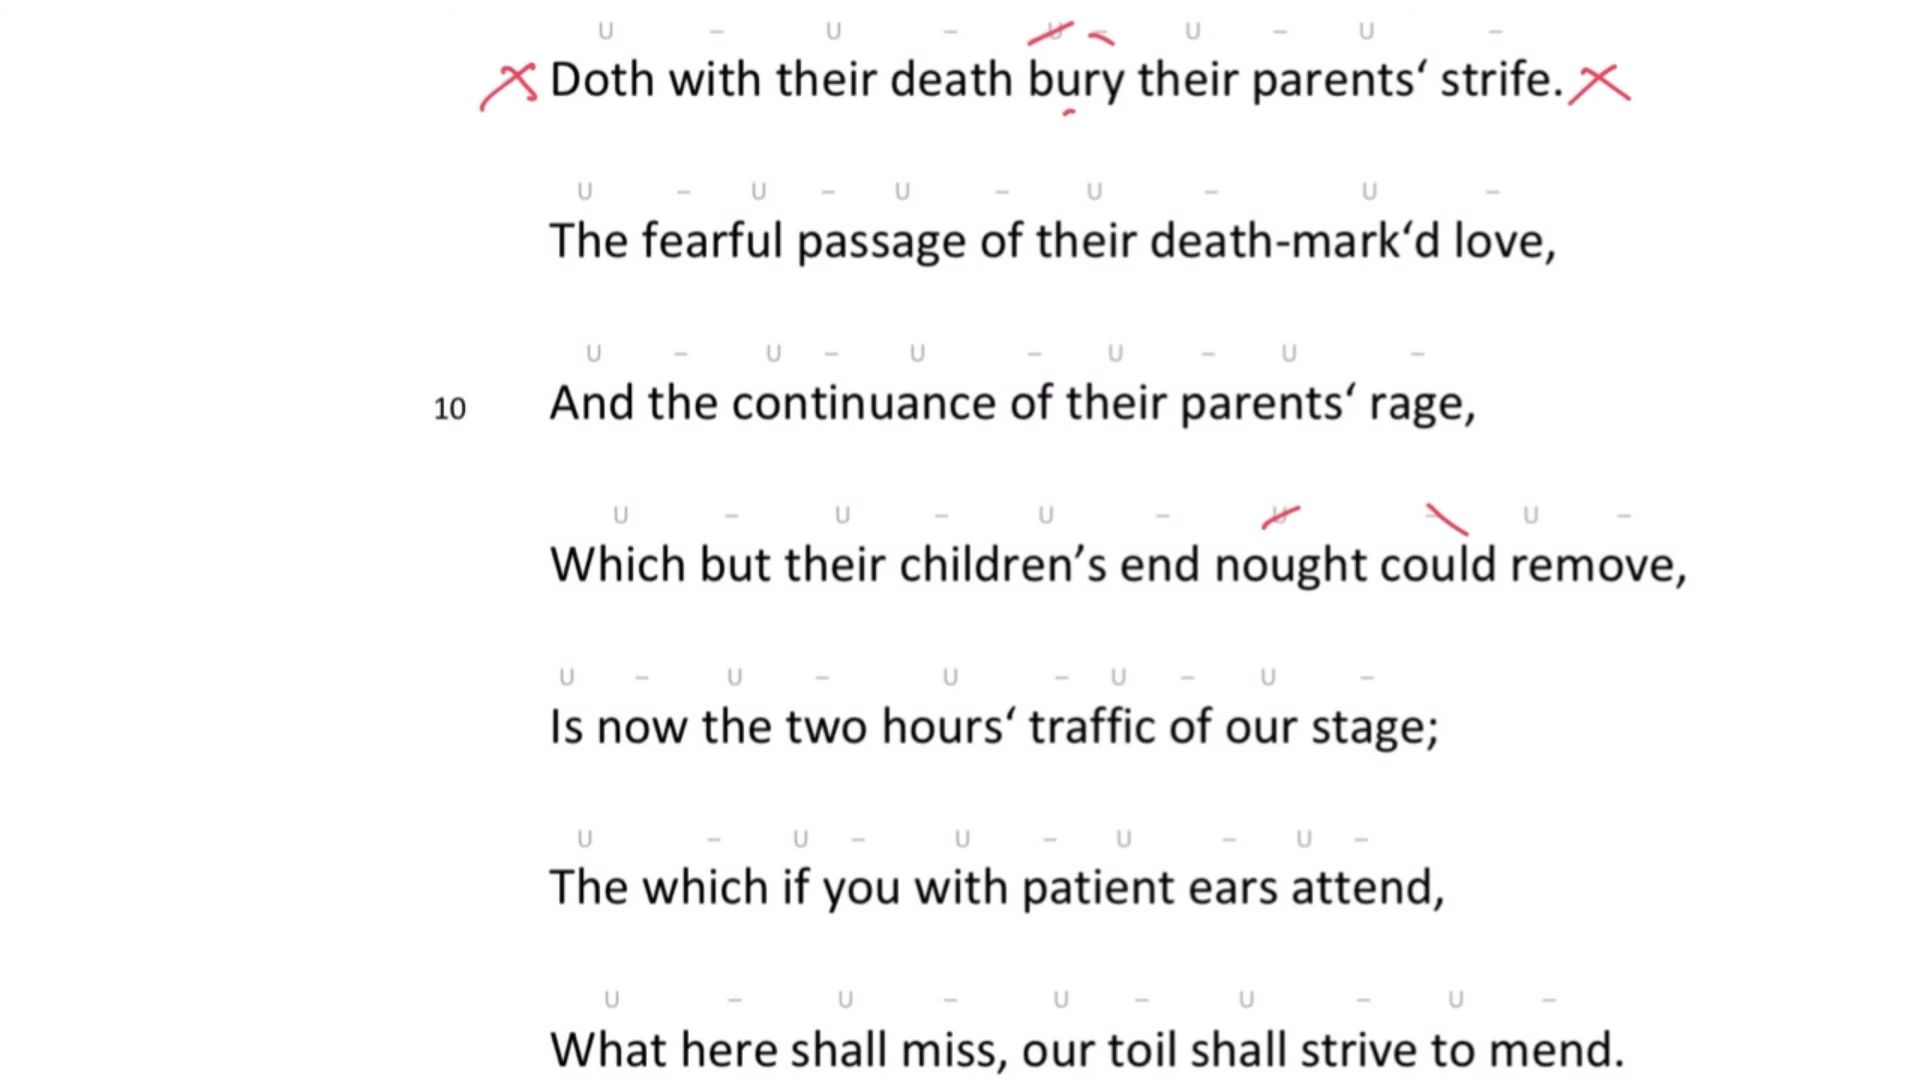 U – U – U – U – U –
Doth with their death bury their parents‘ strife.
U – U – U – U – U –
The fearful passage of their death-mark‘d love,
U – U – U – U – U –
10 And the continuance of their parents‘ rage,
U – U – U – U – U –
Which but their children’s end nought could remove,
U – U – U – U – U –
Is now the two hours‘ traffic of our stage;
U – U – U – U – U –
The which if you with patient ears attend,
U – U – U – U – U –
What here shall miss, our toil shall strive to mend.